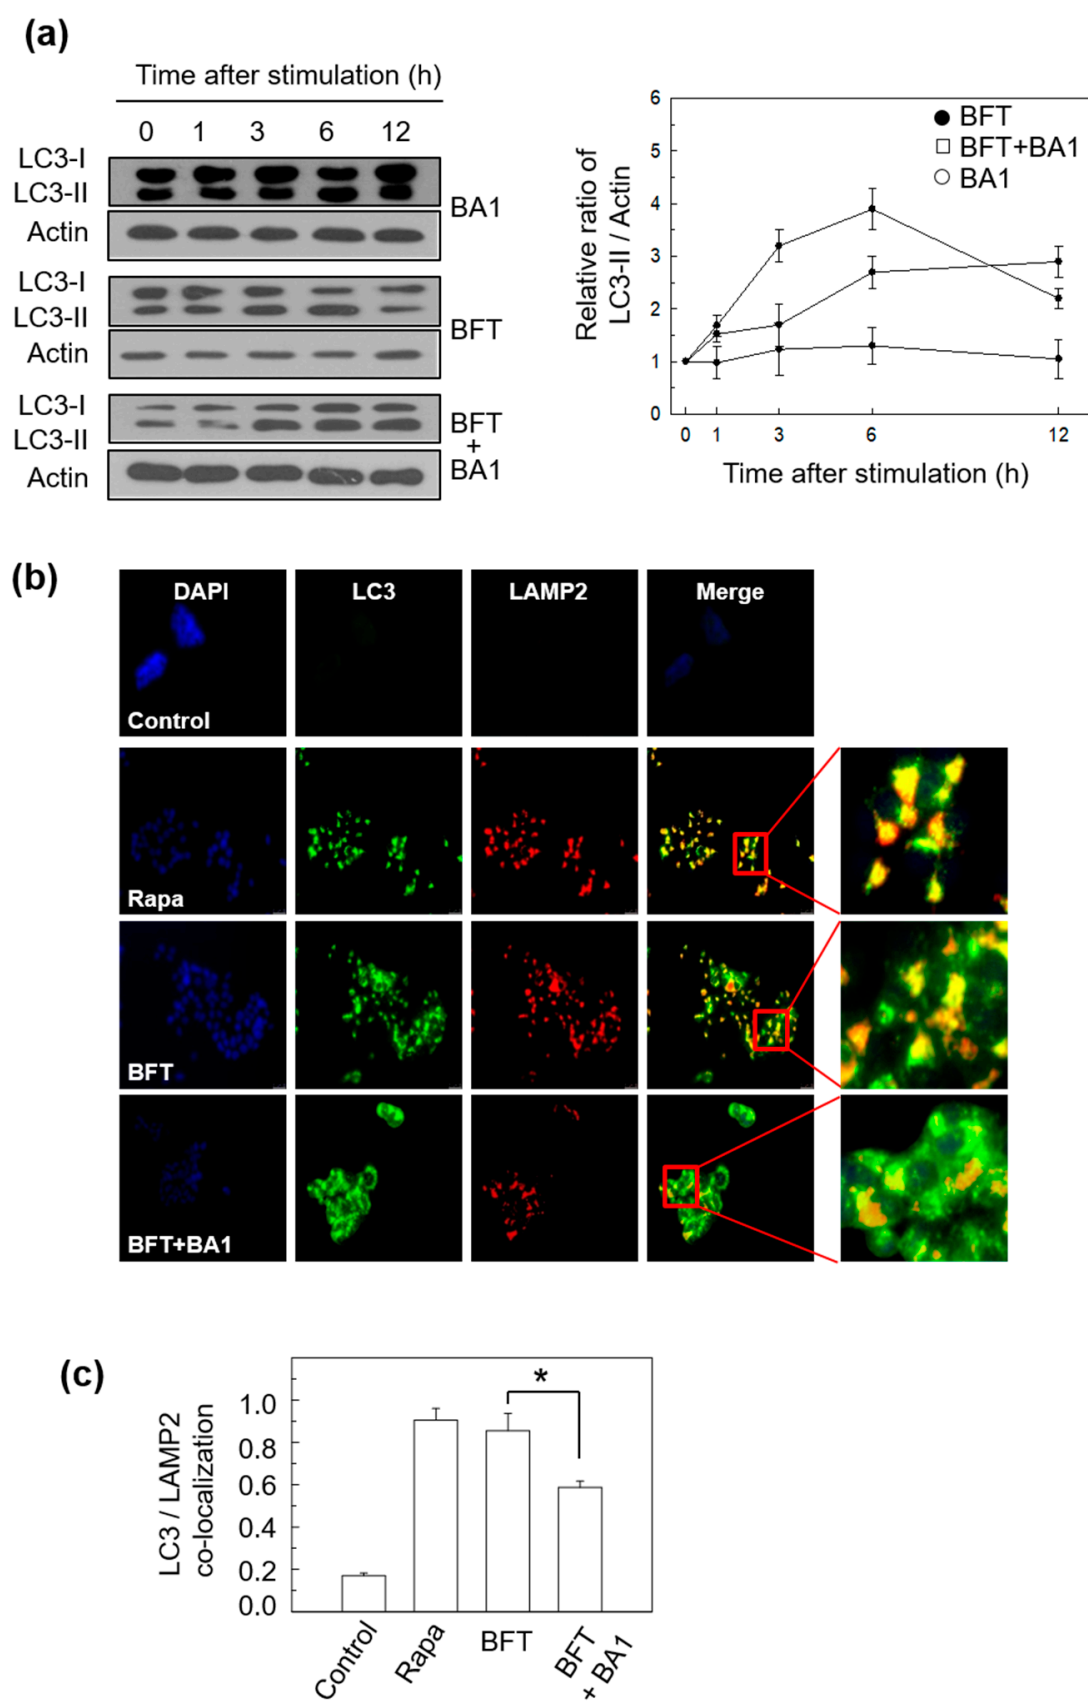 (a)
Time after stimulation (h)
0 1 3 6 12
LC3-I
LC3-II
BA1
Actin
LC3-I
LC3-II
BFT
Actin
LC3-I
LC3-II
BFT
+
BA1
Actin
Relative ratio of
LC3-II / Actin
6
5
4
3
2
1
0
BFT
BFT+BA1
BA1
0 1 3 6 12
Time after stimulation (h)
(b)
DAPI LC3 LAMP2 Merge
Control
Rapa
BFT
BFT+BA1
(c)
LC3 / LAMP2
co-localization
1.0
0.8
0.6
0.4
0.2
0.0
*
Control
Rapa
BFT
BFT
+ BA1